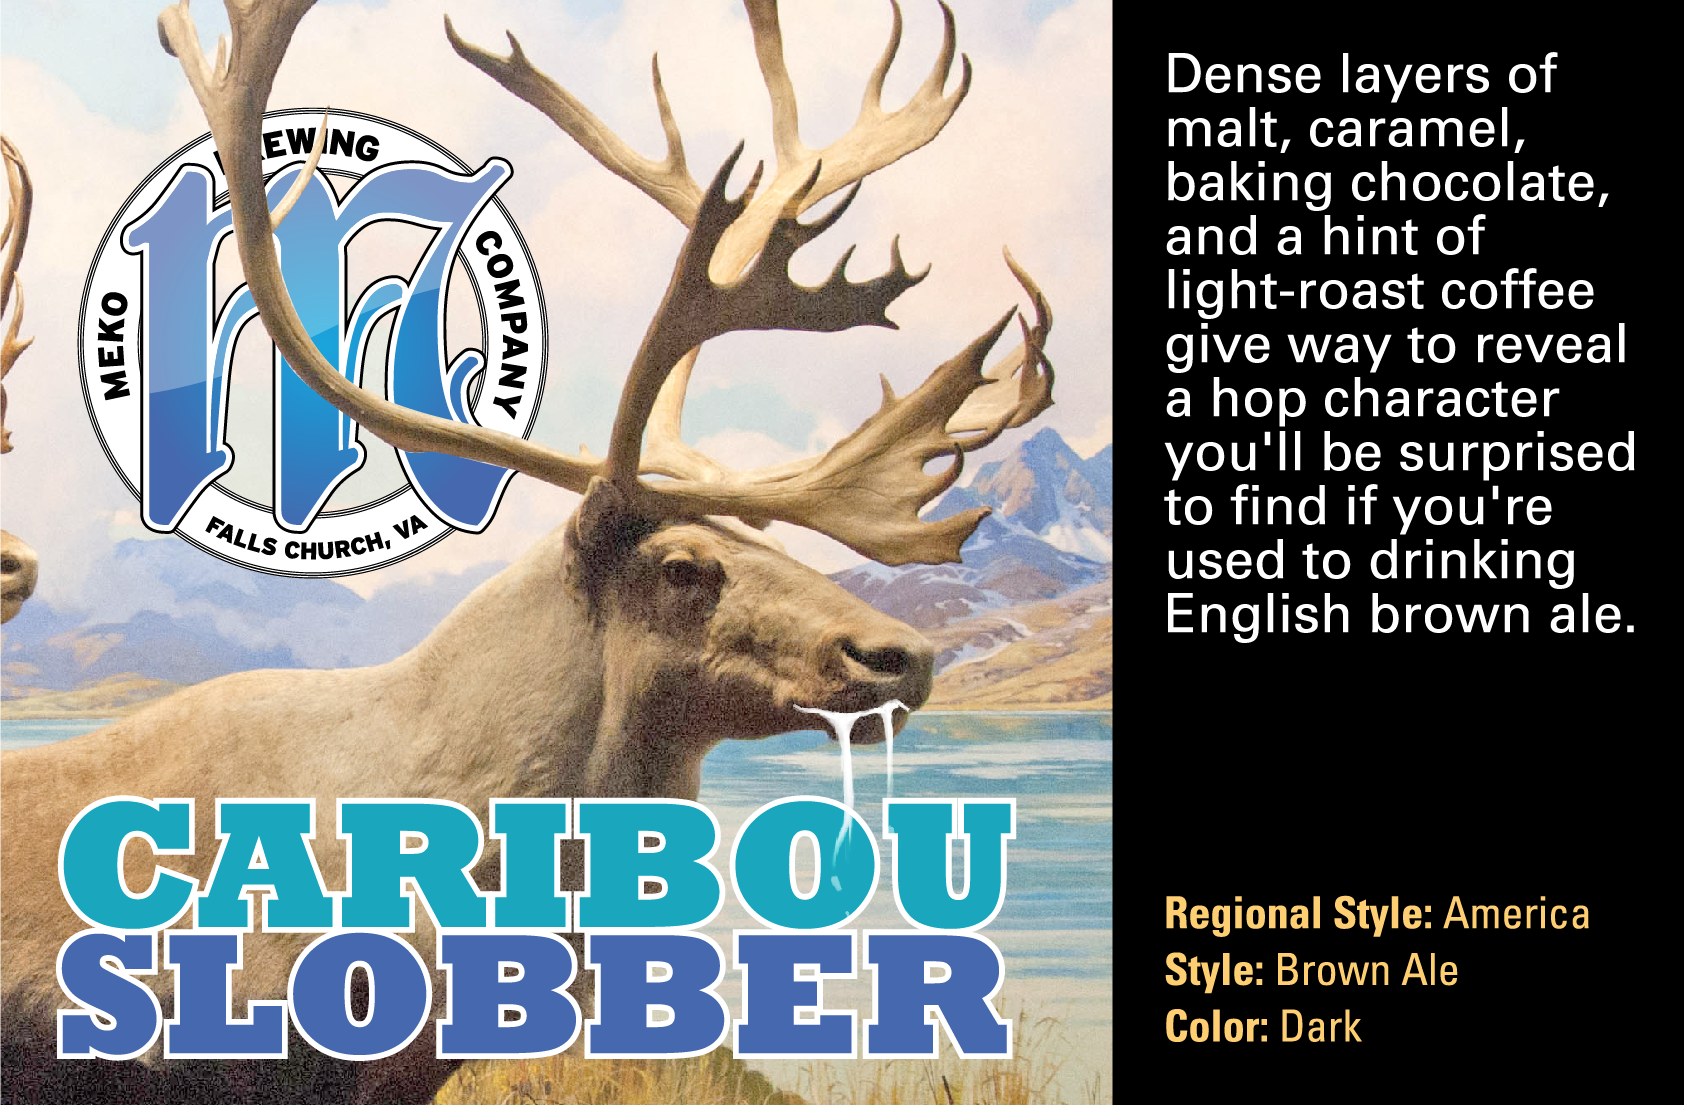 MEKO BREWING COMPANY
FALLS CHURCH, VA
CARIBOU
SLOBBER
Dense layers of
malt, caramel,
baking chocolate,
and a hint of
light-roast coffee
give way to reveal
a hop character
you'll be surprised
to find if you're
used to drinking
English brown ale.
Regional Style: America
Style: Brown Ale
Color: Dark